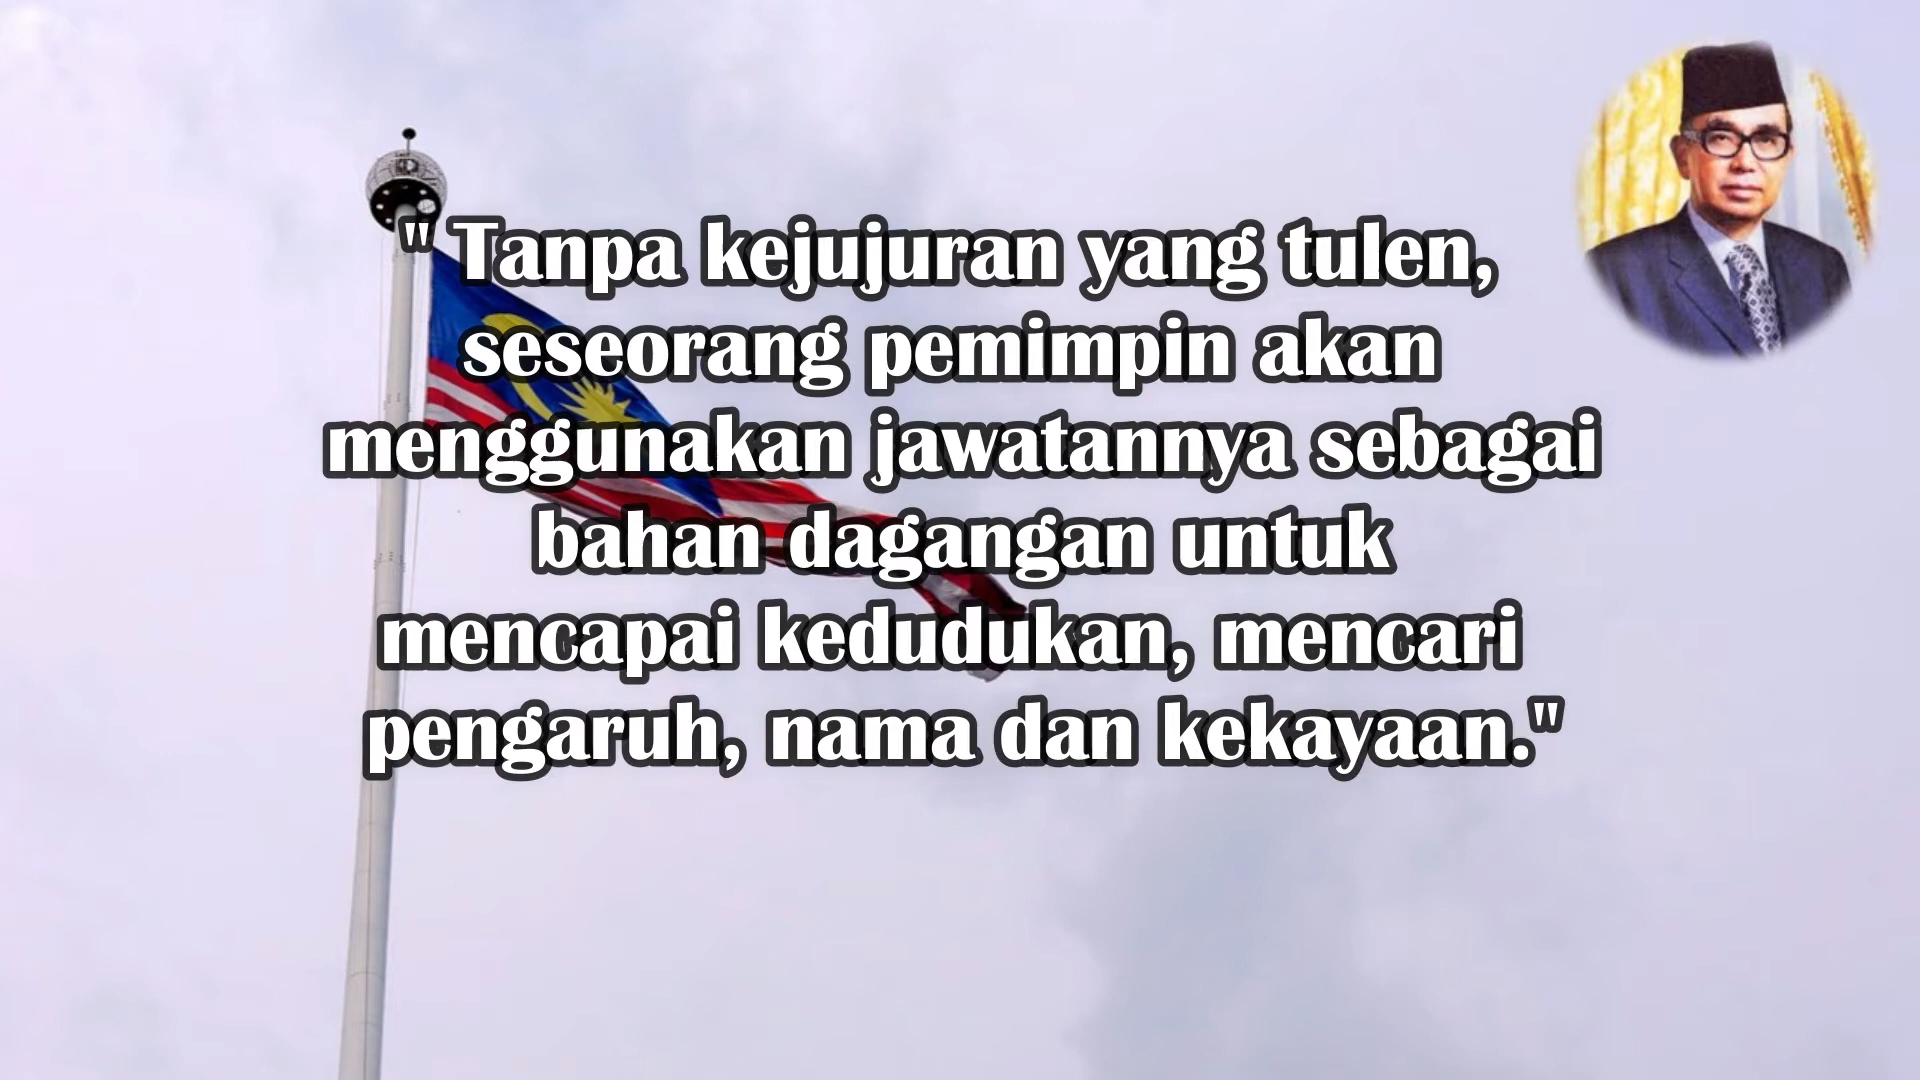 " Tanpa kejujuran yang tulen,
seseorang pemimpin akan
menggunakan jawatannya sebagai
bahan dagangan untuk
mencapai kedudukan, mencari
pengaruh, nama dan kekayaan."